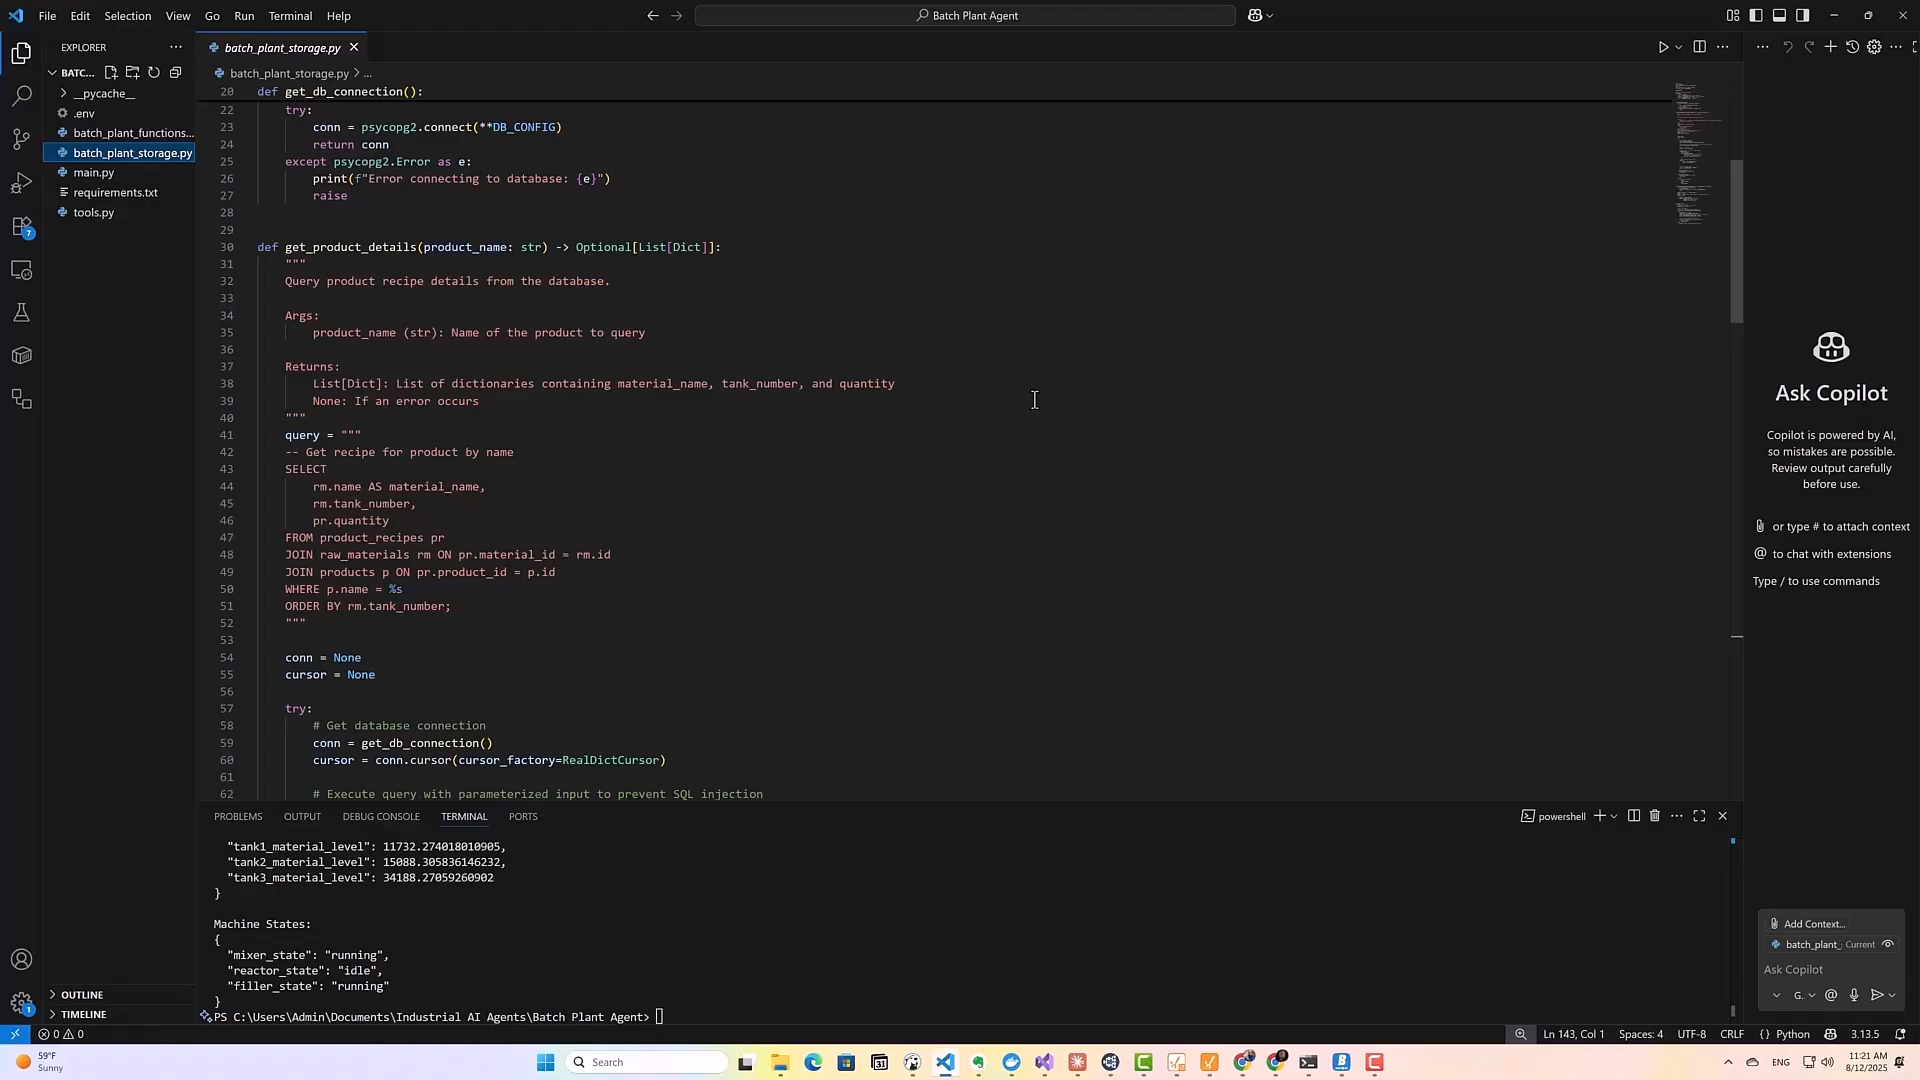 File Edit Selection View Go Run Terminal Help
Batch Plant Agent
EXPLORER
BATC...
__pycache__
.env
batch_plant_functions...
batch_plant_storage.py
main.py
requirements.txt
tools.py
OUTLINE
TIMELINE
7
1
batch_plant_storage.py
batch_plant_storage.py > ...
20 def get_db_connection():
22 try:
23 conn = psycopg2.connect(**DB_CONFIG)
24 return conn
25 except psycopg2.Error as e:
26 print(f"Error connecting to database: {e}")
27 raise
28
29
30 def get_product_details(product_name: str) -> Optional[List[Dict]]:
31 """
32 Query product recipe details from the database.
33
34 Args:
35 product_name (str): Name of the product to query
36
37 Returns:
38 List[Dict]: List of dictionaries containing material_name, tank_number, and quantity
39 None: If an error occurs
40 """
41 query = """
42 -- Get recipe for product by name
43 SELECT
44 rm.name AS material_name,
45 rm.tank_number,
46 pr.quantity
47 FROM product_recipes pr
48 JOIN raw_materials rm ON pr.material_id = rm.id
49 JOIN products p ON pr.product_id = p.id
50 WHERE p.name = %s
51 ORDER BY rm.tank_number;
52 """
53
54 conn = None
55 cursor = None
56
57 try:
58 # Get database connection
59 conn = get_db_connection()
60 cursor = conn.cursor(cursor_factory=RealDictCursor)
61
62 # Execute query with parameterized input to prevent SQL injection
PROBLEMS OUTPUT DEBUG CONSOLE TERMINAL PORTS
powershell
"tank1_material_level": 11732.274018010905,
"tank2_material_level": 15088.305836146232,
"tank3_material_level": 34188.27059260902
}
Machine States:
{
"mixer_state": "running",
"reactor_state": "idle",
"filler_state": "running"
}
PS C:\Users\Admin\Documents\Industrial AI Agents\Batch Plant Agent>
Ask Copilot
Copilot is powered by AI,
so mistakes are possible.
Review output carefully
before use.
or type # to attach context
@ to chat with extensions
Type / to use commands
Add Context...
batch_plant_ Current
Ask Copilot
G.
0 0
Ln 143, Col 1 Spaces: 4 UTF-8 CRLF {} Python 3.13.5
59°F
Sunny
Search
31
ENG
11:21 AM
8/12/2025